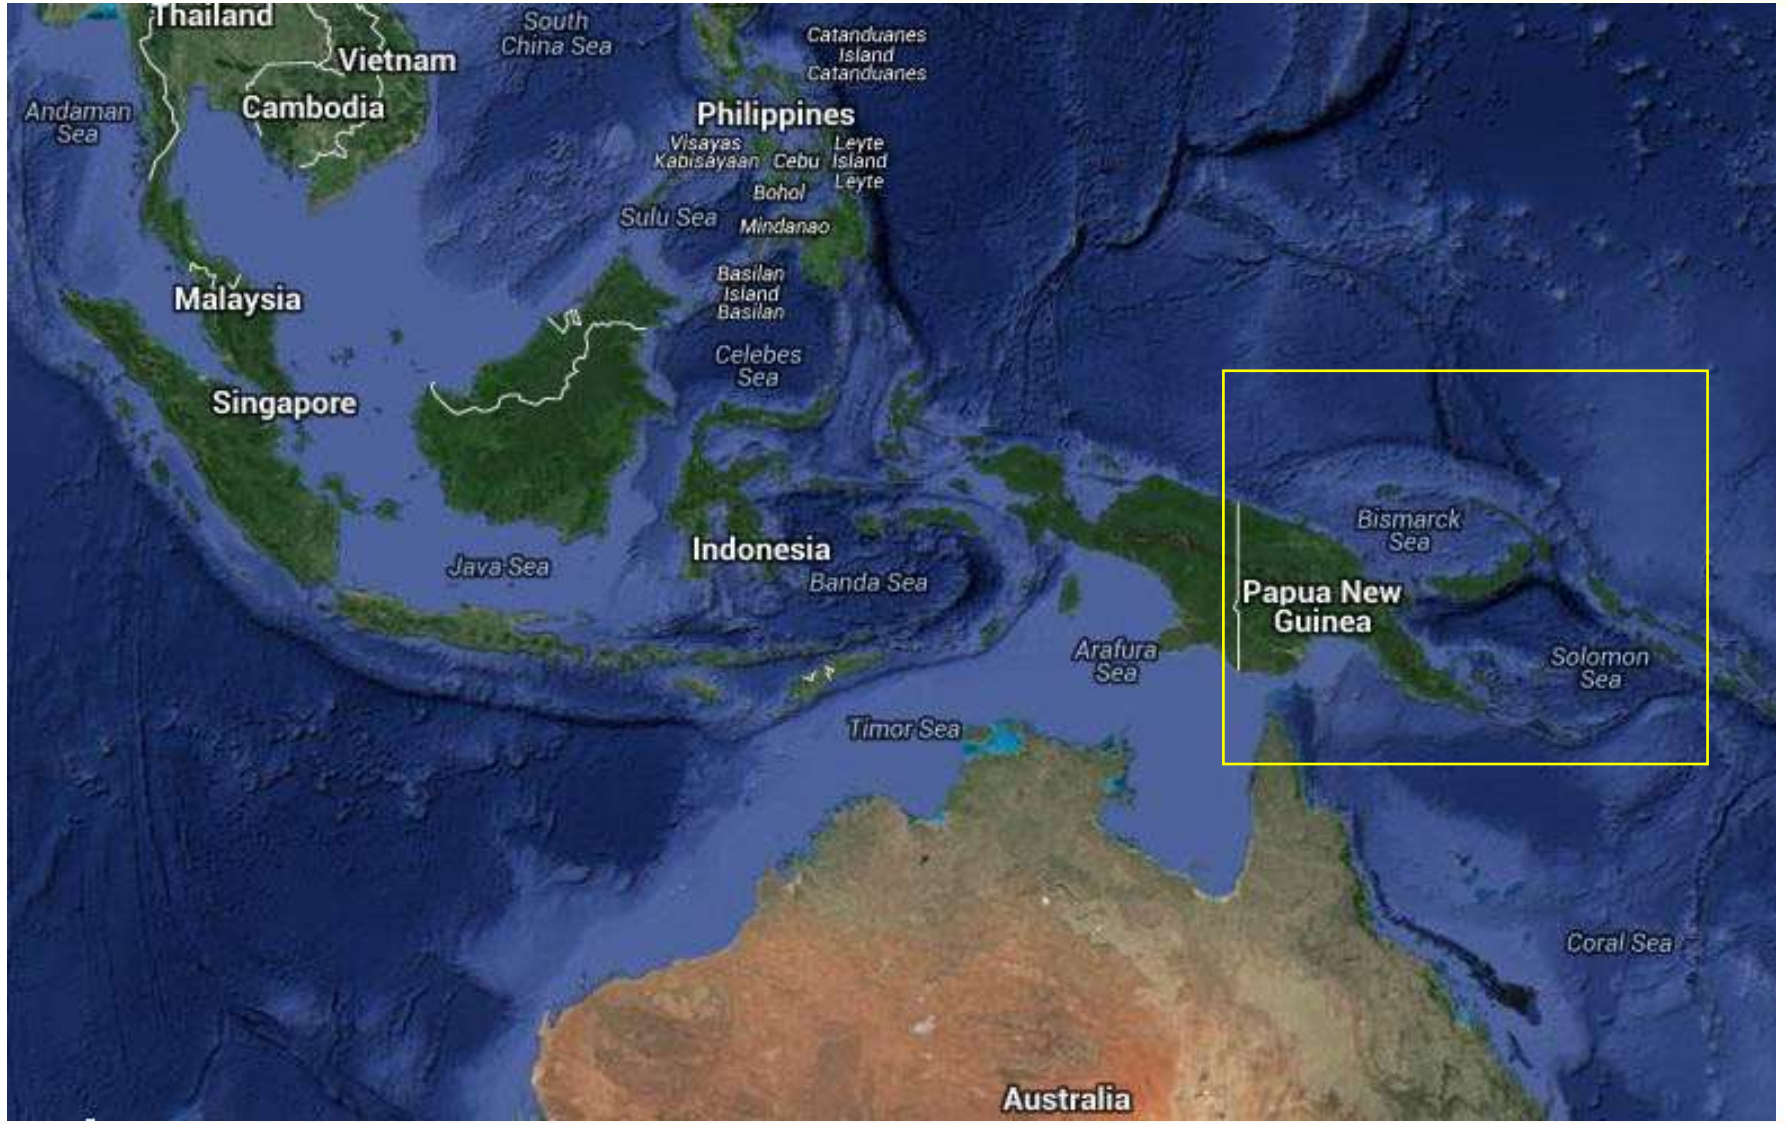 Thailand
South
China Sea
Catanduanes
Island
Catanduanes
Vietnam
Andaman
Sea
Cambodia
Philippines
Visayas
Kabisayaan
Cebu
Leyte
Island
Leyte
Bohol
Sulu Sea
Mindanao
Basilan
Island
Basilan
Malaysia
Celebes
Sea
Singapore
Bismarck
Sea
Indonesia
Java Sea
Banda Sea
Papua New
Guinea
Arafura
Sea
Solomon
Sea
Timor Sea
Coral Sea
Australia